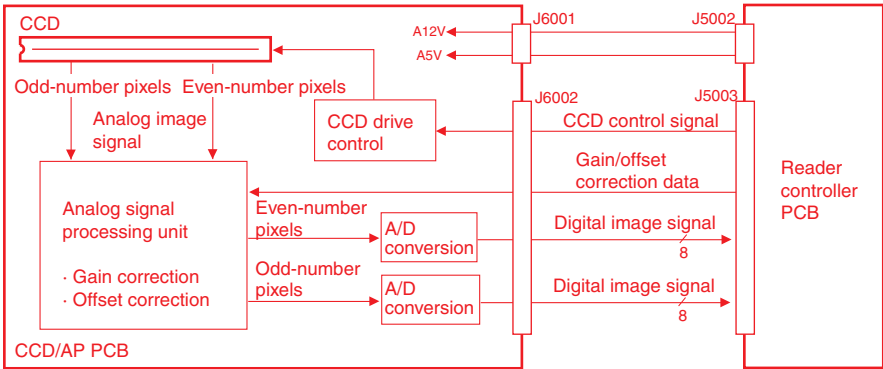 CCD
Odd-number pixels
Even-number pixels
Analog image
signal
CCD drive
control
A12V
A5V
J6001
J5002
J6002
J5003
CCD control signal
Gain/offset
correction data
Reader
controller
PCB
Analog signal
processing unit
· Gain correction
· Offset correction
Even-number
pixels
A/D
conversion
Digital image signal
8
Odd-number
pixels
A/D
conversion
Digital image signal
8
CCD/AP PCB